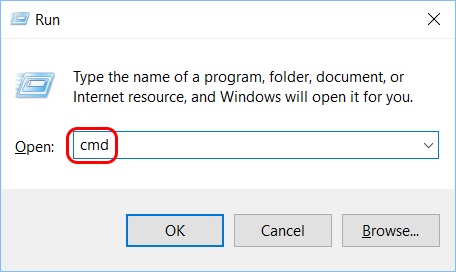 Run
Type the name of a program, folder, document, or
Internet resource, and Windows will open it for you.
Open: cmd
OK Cancel Browse...